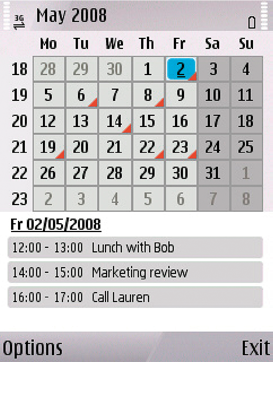 3G May 2008
Mo Tu We Th Fr Sa Su
18 28 29 30 1 2 3 4
19 5 6 7 8 9 10 11
20 12 13 14 15 16 17 18
21 19 20 21 22 23 24 25
22 26 27 28 29 30 31 1
23 2 3 4 5 6 7 8
Fr 02/05/2008
12:00 - 13:00 Lunch with Bob
14:00 - 15:00 Marketing review
16:00 - 17:00 Call Lauren
Options Exit